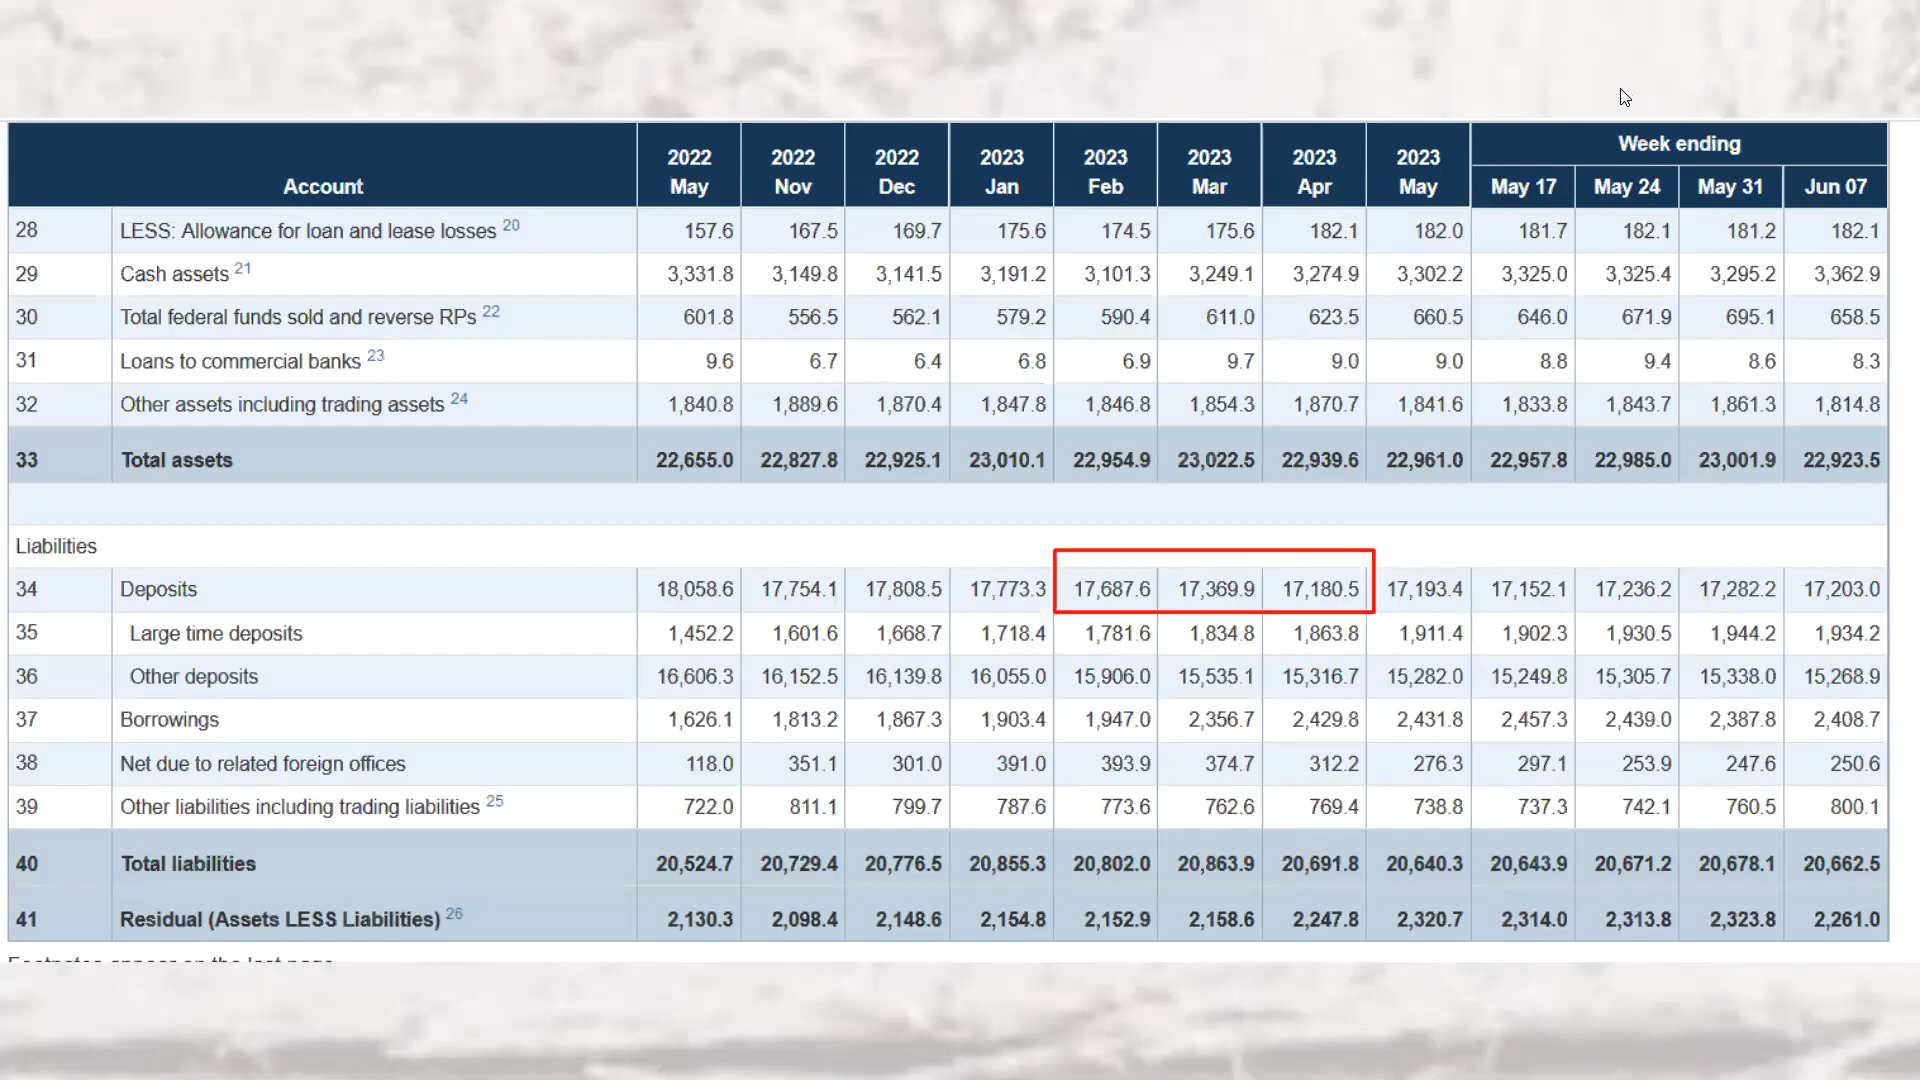 Account 2022 May 2022 Nov 2022 Dec 2023 Jan 2023 Feb 2023 Mar 2023 Apr 2023 May Week ending May 17 May 24 May 31 Jun 07
28 LESS: Allowance for loan and lease losses 20 157.6 167.5 169.7 175.6 174.5 175.6 182.1 182.0 181.7 182.1 181.2 182.1
29 Cash assets 21 3,331.8 3,149.8 3,141.5 3,191.2 3,101.3 3,249.1 3,274.9 3,302.2 3,325.0 3,325.4 3,295.2 3,362.9
30 Total federal funds sold and reverse RPs 22 601.8 556.5 562.1 579.2 590.4 611.0 623.5 660.5 646.0 671.9 695.1 658.5
31 Loans to commercial banks 23 9.6 6.7 6.4 6.8 6.9 9.7 9.0 9.0 8.8 9.4 8.6 8.3
32 Other assets including trading assets 24 1,840.8 1,889.6 1,870.4 1,847.8 1,846.8 1,854.3 1,870.7 1,841.6 1,833.8 1,843.7 1,861.3 1,814.8
33 Total assets 22,655.0 22,827.8 22,925.1 23,010.1 22,954.9 23,022.5 22,939.6 22,961.0 22,957.8 22,985.0 23,001.9 22,923.5
Liabilities
34 Deposits 18,058.6 17,754.1 17,808.5 17,773.3 17,687.6 17,369.9 17,180.5 17,193.4 17,152.1 17,236.2 17,282.2 17,203.0
35 Large time deposits 1,452.2 1,601.6 1,668.7 1,718.4 1,781.6 1,834.8 1,863.8 1,911.4 1,902.3 1,930.5 1,944.2 1,934.2
36 Other deposits 16,606.3 16,152.5 16,139.8 16,055.0 15,906.0 15,535.1 15,316.7 15,282.0 15,249.8 15,305.7 15,338.0 15,268.9
37 Borrowings 1,626.1 1,813.2 1,867.3 1,903.4 1,947.0 2,356.7 2,429.8 2,431.8 2,457.3 2,439.0 2,387.8 2,408.7
38 Net due to related foreign offices 118.0 351.1 301.0 391.0 393.9 374.7 312.2 276.3 297.1 253.9 247.6 250.6
39 Other liabilities including trading liabilities 25 722.0 811.1 799.7 787.6 773.6 762.6 769.4 738.8 737.3 742.1 760.5 800.1
40 Total liabilities 20,524.7 20,729.4 20,776.5 20,855.3 20,802.0 20,863.9 20,691.8 20,640.3 20,643.9 20,671.2 20,678.1 20,662.5
41 Residual (Assets LESS Liabilities) 26 2,130.3 2,098.4 2,148.6 2,154.8 2,152.9 2,158.6 2,247.8 2,320.7 2,314.0 2,313.8 2,323.8 2,261.0